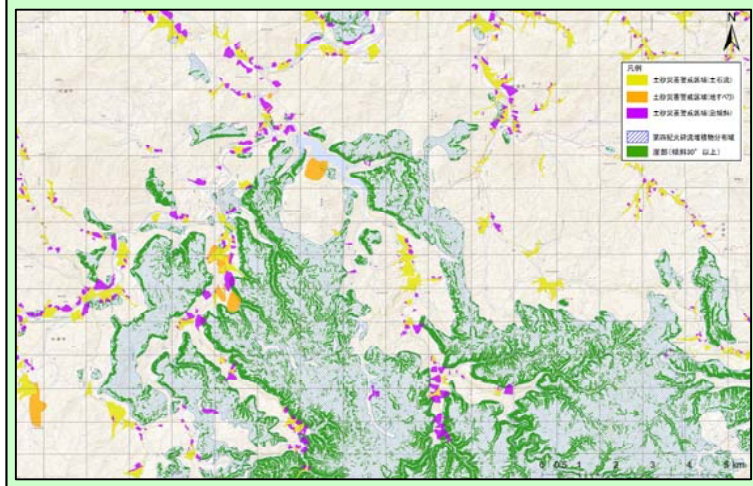 N
凡例
土砂災害警戒区域(土石流)
土砂災害警戒区域(地すべり)
土砂災害警戒区域(急傾斜)
第四紀火砕流堆積物分布域
崖部(傾斜30°以上)
0 0.5 1 2 3 4 5 km